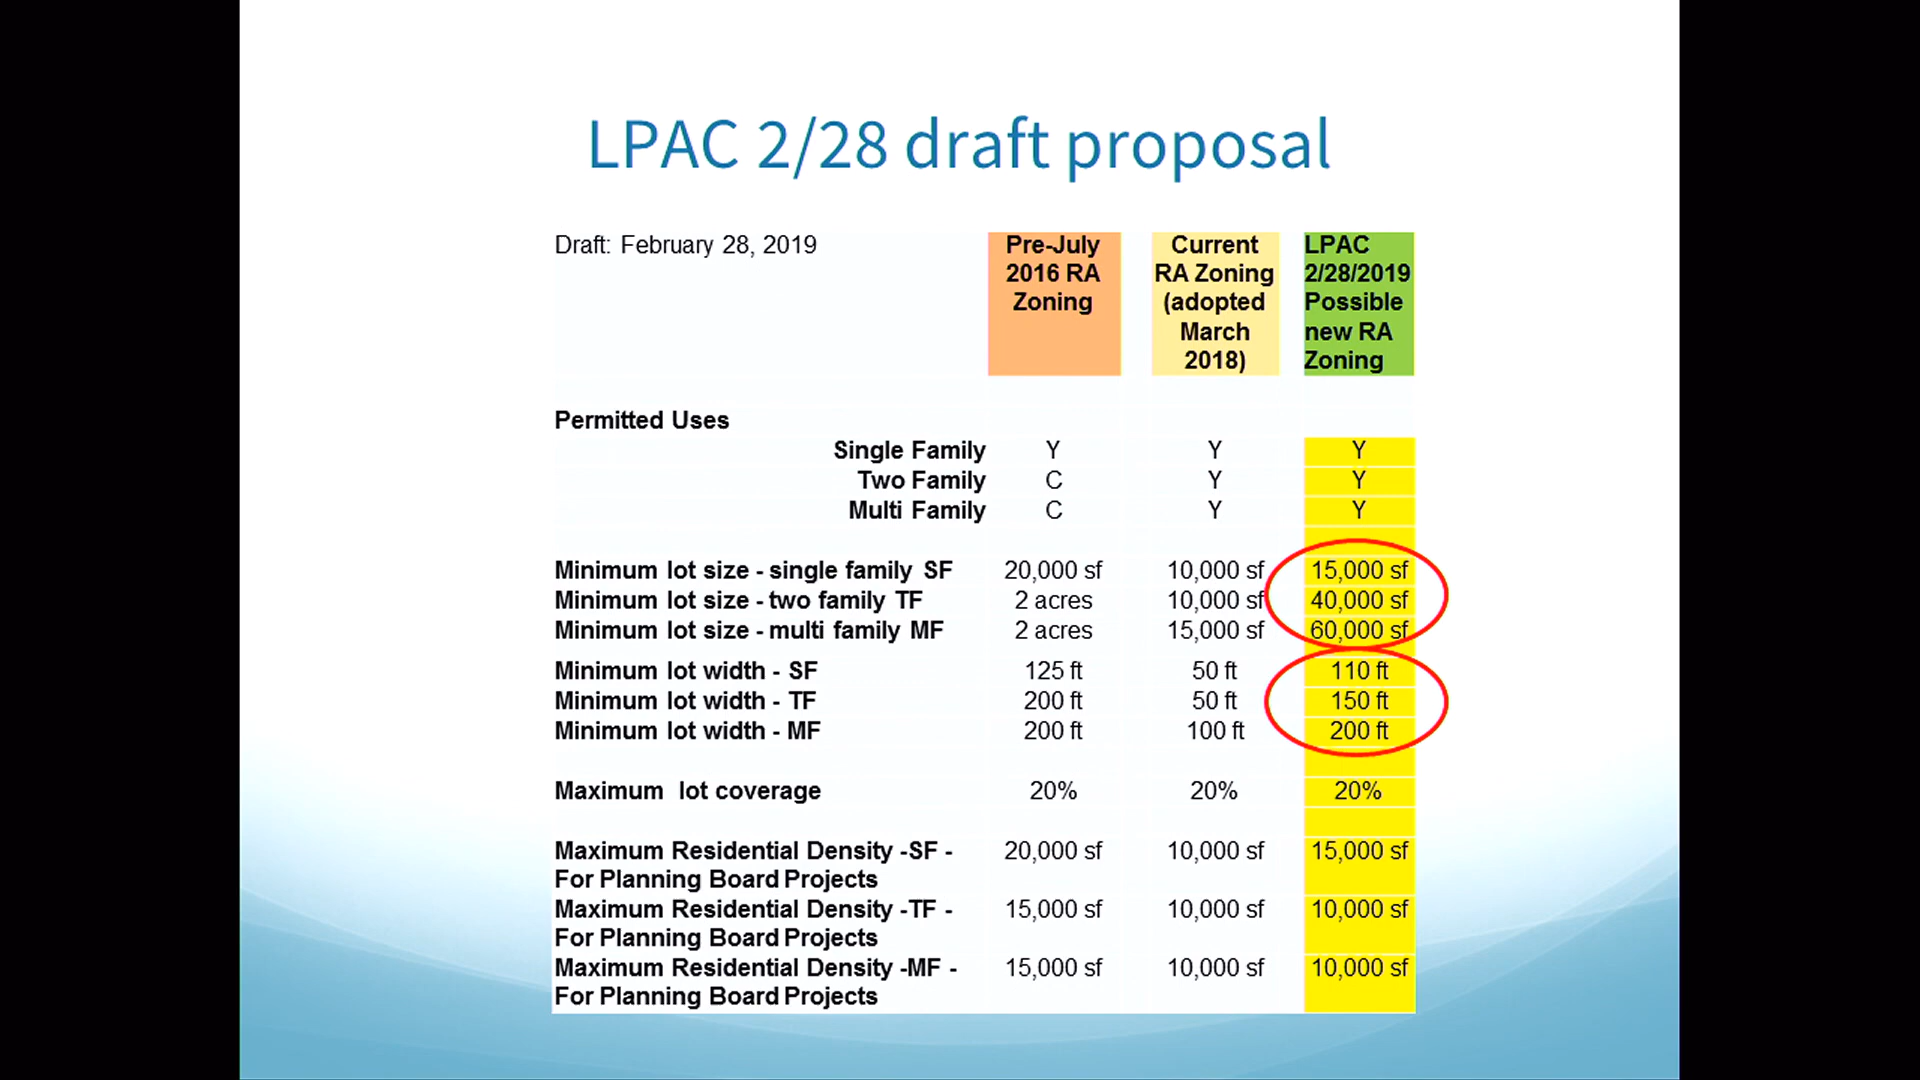 LPAC 2/28 draft proposal
Draft: February 28, 2019
Pre-July 2016 RA Zoning
Current RA Zoning (adopted March 2018)
LPAC 2/28/2019 Possible new RA Zoning
Permitted Uses
Single Family Y Y Y
Two Family C Y Y
Multi Family C Y Y
Minimum lot size - single family SF 20,000 sf 10,000 sf 15,000 sf
Minimum lot size - two family TF 2 acres 10,000 sf 40,000 sf
Minimum lot size - multi family MF 2 acres 15,000 sf 60,000 sf
Minimum lot width - SF 125 ft 50 ft 110 ft
Minimum lot width - TF 200 ft 50 ft 150 ft
Minimum lot width - MF 200 ft 100 ft 200 ft
Maximum lot coverage 20% 20% 20%
Maximum Residential Density -SF - 20,000 sf 10,000 sf 15,000 sf
For Planning Board Projects
Maximum Residential Density -TF - 15,000 sf 10,000 sf 10,000 sf
For Planning Board Projects
Maximum Residential Density -MF - 15,000 sf 10,000 sf 10,000 sf
For Planning Board Projects